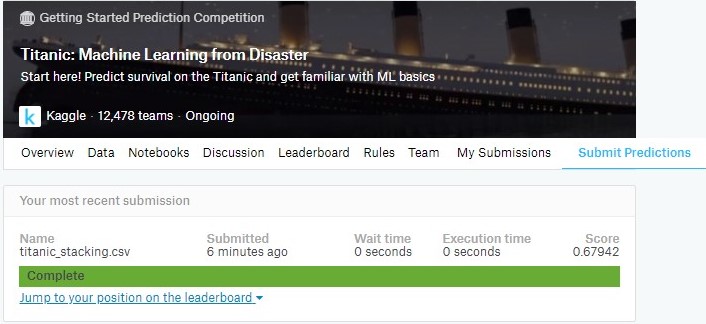 Getting Started Prediction Competition
Titanic: Machine Learning from Disaster
Start here! Predict survival on the Titanic and get familiar with ML basics
k Kaggle · 12,478 teams · Ongoing
Overview Data Notebooks Discussion Leaderboard Rules Team My Submissions Submit Predictions
Your most recent submission
Name Submitted Wait time Execution time Score
titanic_stacking.csv 6 minutes ago 0 seconds 0 seconds 0.67942
Complete
Jump to your position on the leaderboard